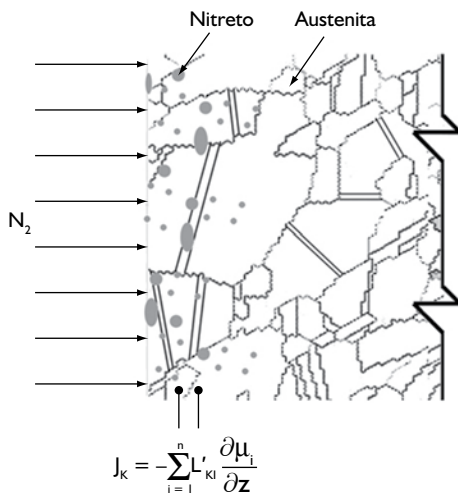 Nitreto Austenita
N₂
J_K = -∑_{i = 1}^{n} L'_{KI} ∂μ_i/∂z